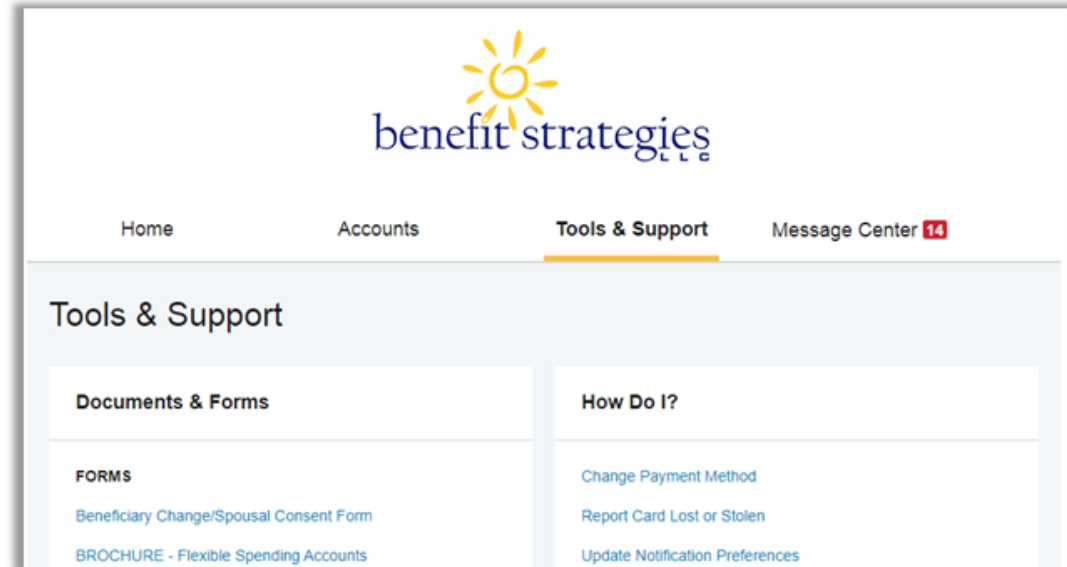 benefit strategies
LLC
Home Accounts Tools & Support Message Center 14
Tools & Support
Documents & Forms
FORMS
Beneficiary Change/Spousal Consent Form
BROCHURE - Flexible Spending Accounts
How Do I?
Change Payment Method
Report Card Lost or Stolen
Update Notification Preferences